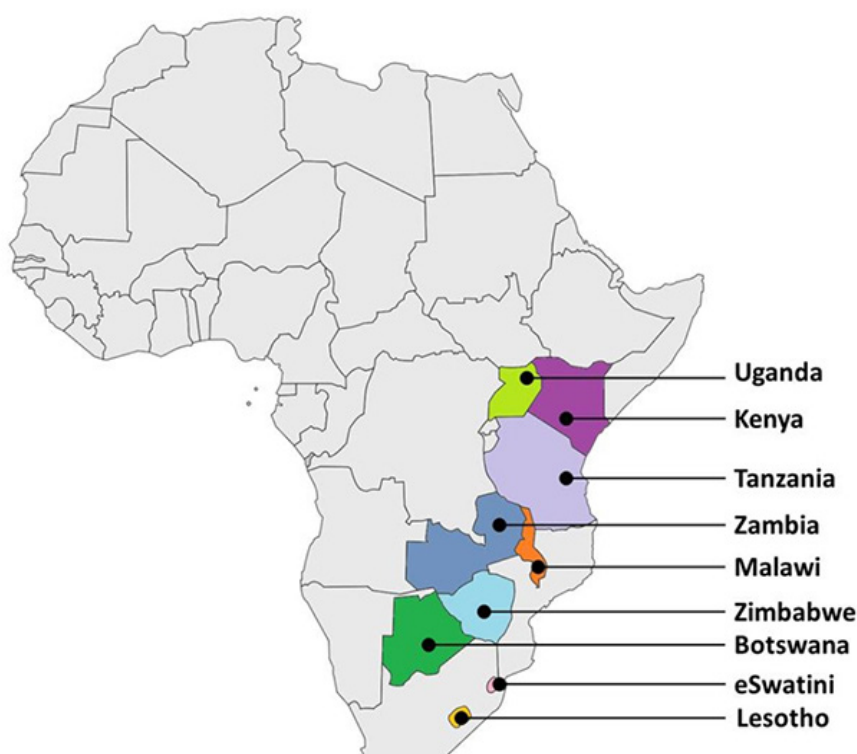 Uganda
Kenya
Tanzania
Zambia
Malawi
Zimbabwe
Botswana
eSwatini
Lesotho